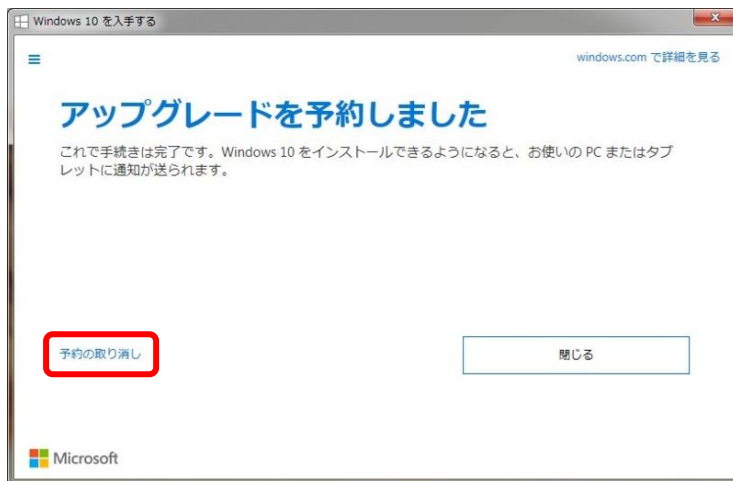 Windows 10 を入手する
windows.com で詳細を見る
アップグレードを予約しました
これで手続きは完了です。Windows 10 をインストールできるようになると、お使いの PC またはタブ
レットに通知が送られます。
予約の取り消し
閉じる
Microsoft